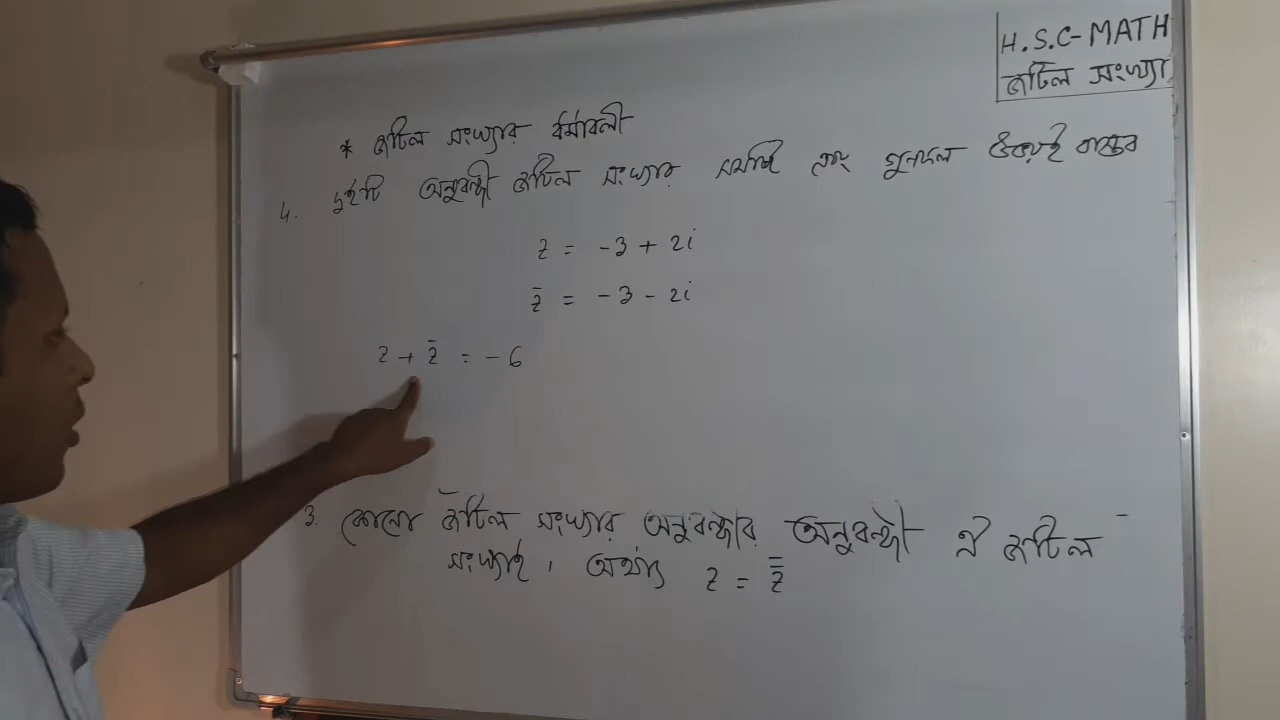 H.S.C-MATH
জটিল সংখ্যা
* জটিল সংখ্যার ধর্মাবলী
4. দুইটি অনুবন্ধী জটিল সংখ্যার সমষ্টি এবং গুনফল উভয়ই বাস্তব
z = -3 + 2i
z̄ = -3 - 2i
z + z̄ = -6
3. কোনো জটিল সংখ্যার অনুবন্ধীর অনুবন্ধী ঐ জটিল
সংখ্যাই, অর্থাৎ z = z̿